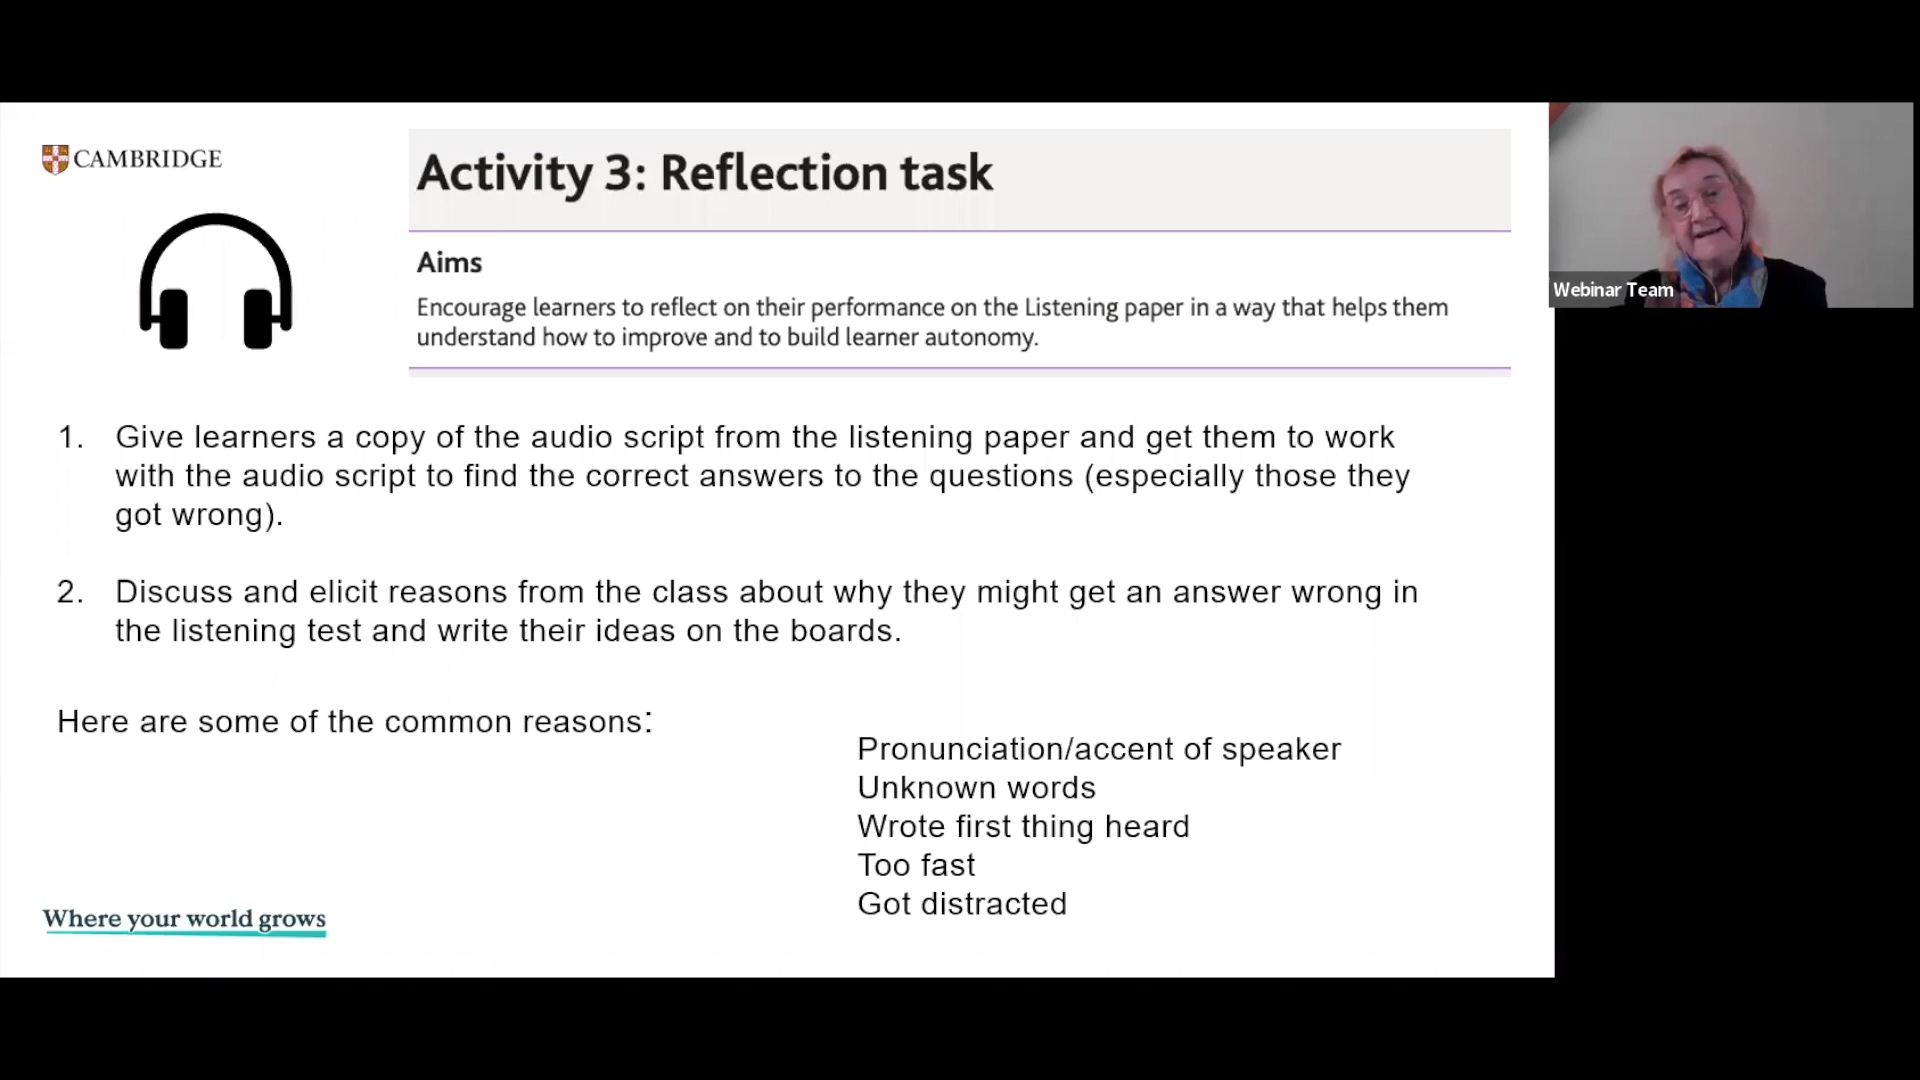 CAMBRIDGE
Activity 3: Reflection task
Aims
Encourage learners to reflect on their performance on the Listening paper in a way that helps them
understand how to improve and to build learner autonomy.
1. Give learners a copy of the audio script from the listening paper and get them to work
with the audio script to find the correct answers to the questions (especially those they
got wrong).
2. Discuss and elicit reasons from the class about why they might get an answer wrong in
the listening test and write their ideas on the boards.
Here are some of the common reasons:
Pronunciation/accent of speaker
Unknown words
Wrote first thing heard
Too fast
Got distracted
Where your world grows
Webinar Team